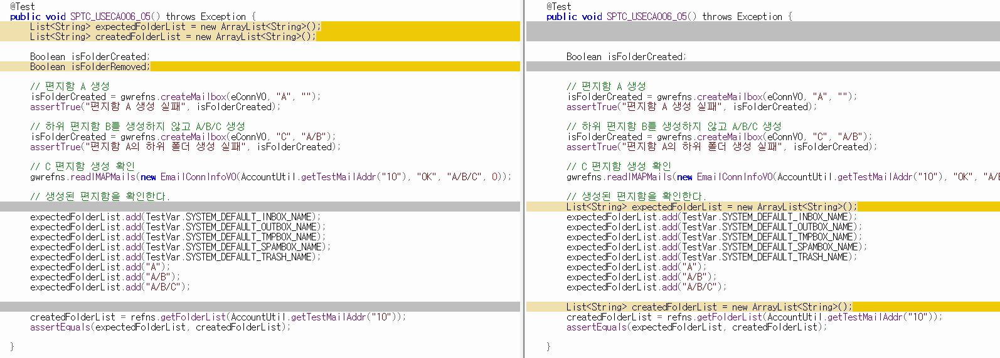 @Test
public void SPTC_USECA006_05() throws Exception {
List<String> expectedFolderList = new ArrayList<String>();
List<String> createdFolderList = new ArrayList<String>();
Boolean isFolderCreated;
Boolean isFolderRemoved;
// 편지함 A 생성
isFolderCreated = gwrefns.createMailbox(eConnVO, "A", "");
assertTrue("편지함 A 생성 실패", isFolderCreated);
// 하위 편지함 B를 생성하지 않고 A/B/C 생성
isFolderCreated = gwrefns.createMailbox(eConnVO, "C", "A/B");
assertTrue("편지함 A의 하위 폴더 생성 실패", isFolderCreated);
// C 편지함 생성 확인
gwrefns.readIMAPMails(new EmailConnInfoVO(AccountUtil.getTestMailAddr("10"), "OK", "A/B/C", 0));
// 생성된 편지함을 확인한다.
expectedFolderList.add(TestVar.SYSTEM_DEFAULT_INBOX_NAME);
expectedFolderList.add(TestVar.SYSTEM_DEFAULT_OUTBOX_NAME);
expectedFolderList.add(TestVar.SYSTEM_DEFAULT_TMPBOX_NAME);
expectedFolderList.add(TestVar.SYSTEM_DEFAULT_SPAMBOX_NAME);
expectedFolderList.add(TestVar.SYSTEM_DEFAULT_TRASH_NAME);
expectedFolderList.add("A");
expectedFolderList.add("A/B");
expectedFolderList.add("A/B/C");
createdFolderList = refns.getFolderList(AccountUtil.getTestMailAddr("10"));
assertEquals(expectedFolderList, createdFolderList);
}
@Test
public void SPTC_USECA006_05() throws Exception {
Boolean isFolderCreated;
// 편지함 A 생성
isFolderCreated = gwrefns.createMailbox(eConnVO, "A", "");
assertTrue("편지함 A 생성 실패", isFolderCreated);
// 하위 편지함 B를 생성하지 않고 A/B/C 생성
isFolderCreated = gwrefns.createMailbox(eConnVO, "C", "A/B");
assertTrue("편지함 A의 하위 폴더 생성 실패", isFolderCreated);
// C 편지함 생성 확인
gwrefns.readIMAPMails(new EmailConnInfoVO(AccountUtil.getTestMailAddr("10"), "OK", "A/B
// 생성된 편지함을 확인한다.
List<String> expectedFolderList = new ArrayList<String>();
expectedFolderList.add(TestVar.SYSTEM_DEFAULT_INBOX_NAME);
expectedFolderList.add(TestVar.SYSTEM_DEFAULT_OUTBOX_NAME);
expectedFolderList.add(TestVar.SYSTEM_DEFAULT_TMPBOX_NAME);
expectedFolderList.add(TestVar.SYSTEM_DEFAULT_SPAMBOX_NAME);
expectedFolderList.add(TestVar.SYSTEM_DEFAULT_TRASH_NAME);
expectedFolderList.add("A");
expectedFolderList.add("A/B");
expectedFolderList.add("A/B/C");
List<String> createdFolderList = new ArrayList<String>();
createdFolderList = refns.getFolderList(AccountUtil.getTestMailAddr("10"));
assertEquals(expectedFolderList, createdFolderList);
}